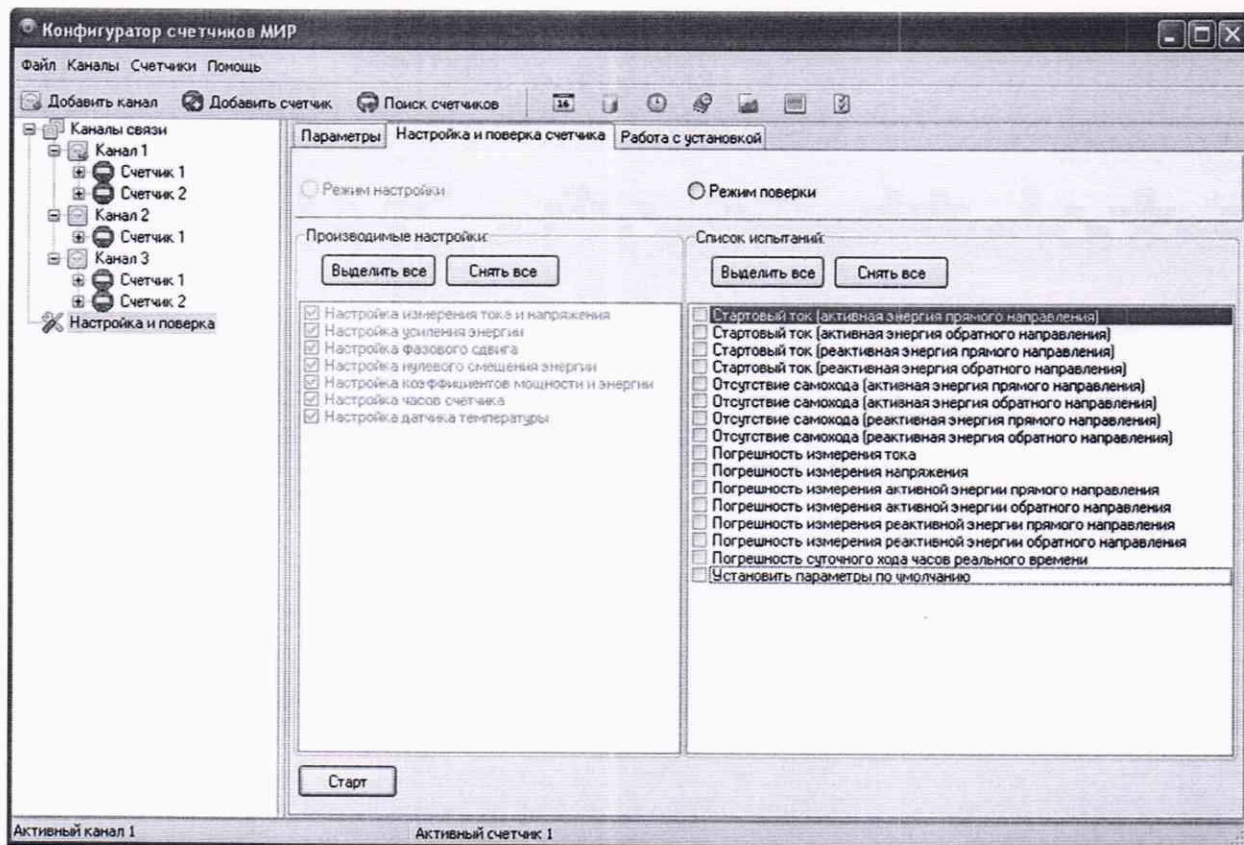 Конфигуратор счетчиков МИР
Файл Каналы Счетчики Помощь
Добавить канал Добавить счетчик Поиск счетчиков 16
Каналы связи
Канал 1
Счетчик 1
Счетчик 2
Канал 2
Счетчик 1
Канал 3
Счетчик 1
Счетчик 2
Настройка и поверка
Параметры Настройка и поверка счетчика Работа с установкой
Режим настройки Режим поверки
Производимые настройки:
Выделить все Снять все
Настройка измерения тока и напряжения
Настройка усиления энергии
Настройка фазового сдвига
Настройка нулевого смещения энергии
Настройка коэффициентов мощности и энергии
Настройка часов счетчика
Настройка датчика температуры
Список испытаний:
Выделить все Снять все
Стартовый ток (активная энергия прямого направления)
Стартовый ток (активная энергия обратного направления)
Стартовый ток (реактивная энергия прямого направления)
Стартовый ток (реактивная энергия обратного направления)
Отсутствие самохода (активная энергия прямого направления)
Отсутствие самохода (активная энергия обратного направления)
Отсутствие самохода (реактивная энергия прямого направления)
Отсутствие самохода (реактивная энергия обратного направления)
Погрешность измерения тока
Погрешность измерения напряжения
Погрешность измерения активной энергии прямого направления
Погрешность измерения активной энергии обратного направления
Погрешность измерения реактивной энергии прямого направления
Погрешность измерения реактивной энергии обратного направления
Погрешность суточного хода часов реального времени
Установить параметры по умолчанию
Старт
Активный канал 1 Активный счетчик 1